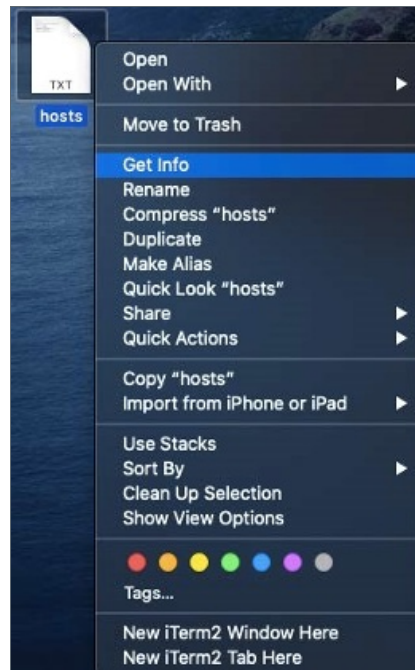 TXT
hosts
Open
Open With
Move to Trash
Get Info
Rename
Compress “hosts”
Duplicate
Make Alias
Quick Look “hosts”
Share
Quick Actions
Copy “hosts”
Import from iPhone or iPad
Use Stacks
Sort By
Clean Up Selection
Show View Options
Tags...
New iTerm2 Window Here
New iTerm2 Tab Here